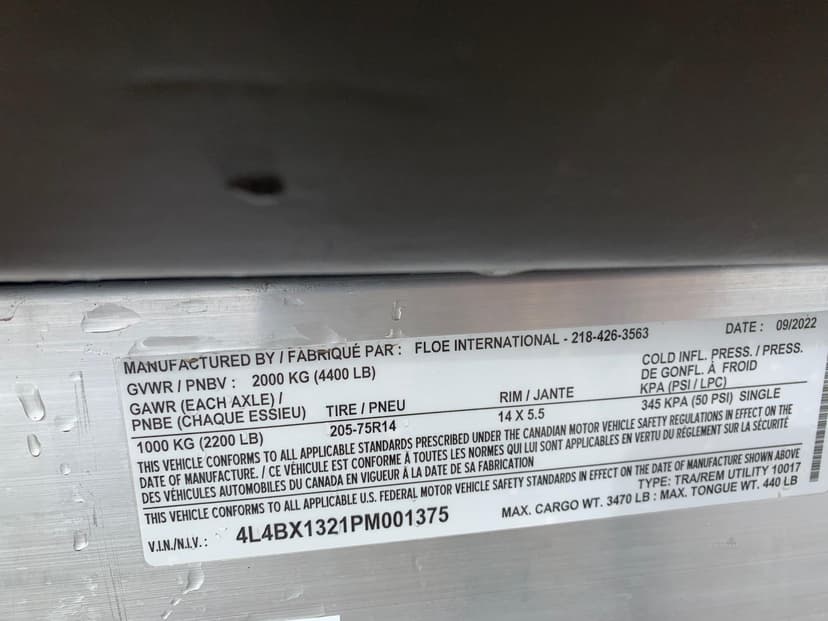 MANUFACTURED BY / FABRIQUÉ PAR : FLOE INTERNATIONAL - 218-426-3563 DATE : 09/2022
GVWR / PNBV : 2000 KG (4400 LB)
GAWR (EACH AXLE) /
PNBE (CHAQUE ESSIEU) TIRE / PNEU RIM / JANTE COLD INFL. PRESS. / PRESS.
DE GONFL. À FROID
KPA (PSI / LPC)
1000 KG (2200 LB) 205-75R14 14 X 5.5 345 KPA (50 PSI) SINGLE
THIS VEHICLE CONFORMS TO ALL APPLICABLE STANDARDS PRESCRIBED UNDER THE CANADIAN MOTOR VEHICLE SAFETY REGULATIONS IN EFFECT ON THE
DATE OF MANUFACTURE. / CE VÉHICULE EST CONFORME À TOUTES LES NORMES QUI LUI SONT APPLICABLES EN VERTU DU RÈGLEMENT SUR LA SÉCURITÉ
DES VÉHICULES AUTOMOBILES DU CANADA EN VIGUEUR À LA DATE DE SA FABRICATION
THIS VEHICLE CONFORMS TO ALL APPLICABLE U.S. FEDERAL MOTOR VEHICLE SAFETY STANDARDS IN EFFECT ON THE DATE OF MANUFACTURE SHOWN ABOVE
TYPE: TRA/REM UTILITY 10017
V.I.N./N.I.V. : 4L4BX1321PM001375 MAX. CARGO WT. 3470 LB : MAX. TONGUE WT. 440 LB